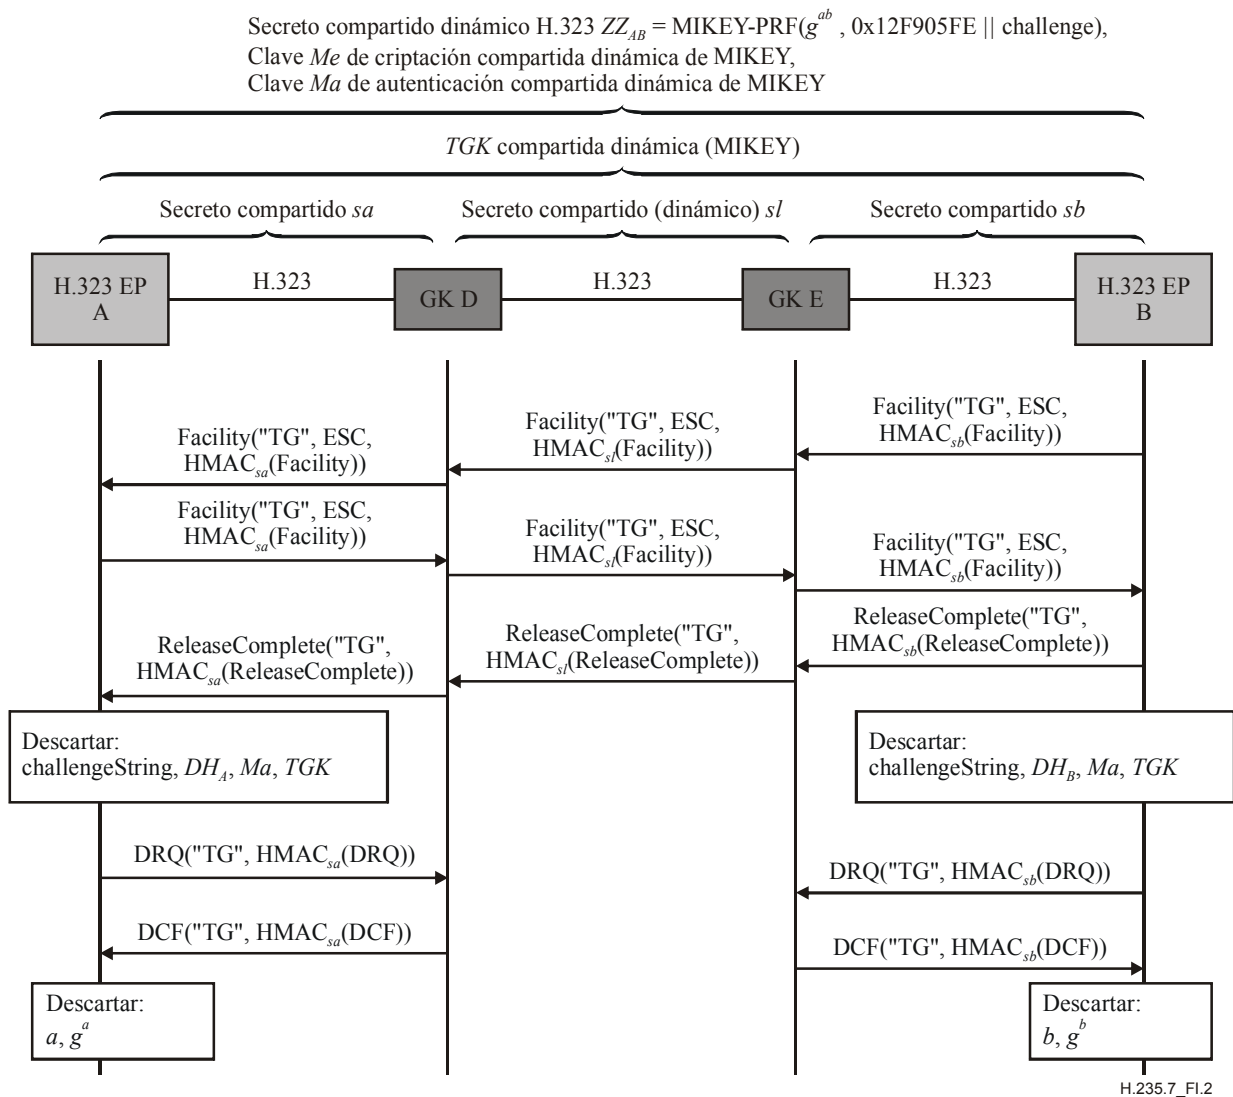 Secreto compartido dinámico H.323 ZZ_AB = MIKEY-PRF(g^ab , 0x12F905FE || challenge),
Clave Me de criptación compartida dinámica de MIKEY,
Clave Ma de autenticación compartida dinámica de MIKEY
TGK compartida dinámica (MIKEY)
Secreto compartido sa
Secreto compartido (dinámico) sl
Secreto compartido sb
H.323 EP
A
H.323
GK D
H.323
GK E
H.323
H.323 EP
B
Facility("TG", ESC,
HMAC_sb(Facility))
Facility("TG", ESC,
HMAC_sl(Facility))
Facility("TG", ESC,
HMAC_sa(Facility))
Facility("TG", ESC,
HMAC_sa(Facility))
Facility("TG", ESC,
HMAC_sl(Facility))
Facility("TG", ESC,
HMAC_sb(Facility))
ReleaseComplete("TG",
HMAC_sb(ReleaseComplete))
ReleaseComplete("TG",
HMAC_sl(ReleaseComplete))
ReleaseComplete("TG",
HMAC_sa(ReleaseComplete))
Descartar:
challengeString, DH_A, Ma, TGK
Descartar:
challengeString, DH_B, Ma, TGK
DRQ("TG", HMAC_sa(DRQ))
DRQ("TG", HMAC_sb(DRQ))
DCF("TG", HMAC_sa(DCF))
DCF("TG", HMAC_sb(DCF))
Descartar:
a, g^a
Descartar:
b, g^b
H.235.7_FI.2